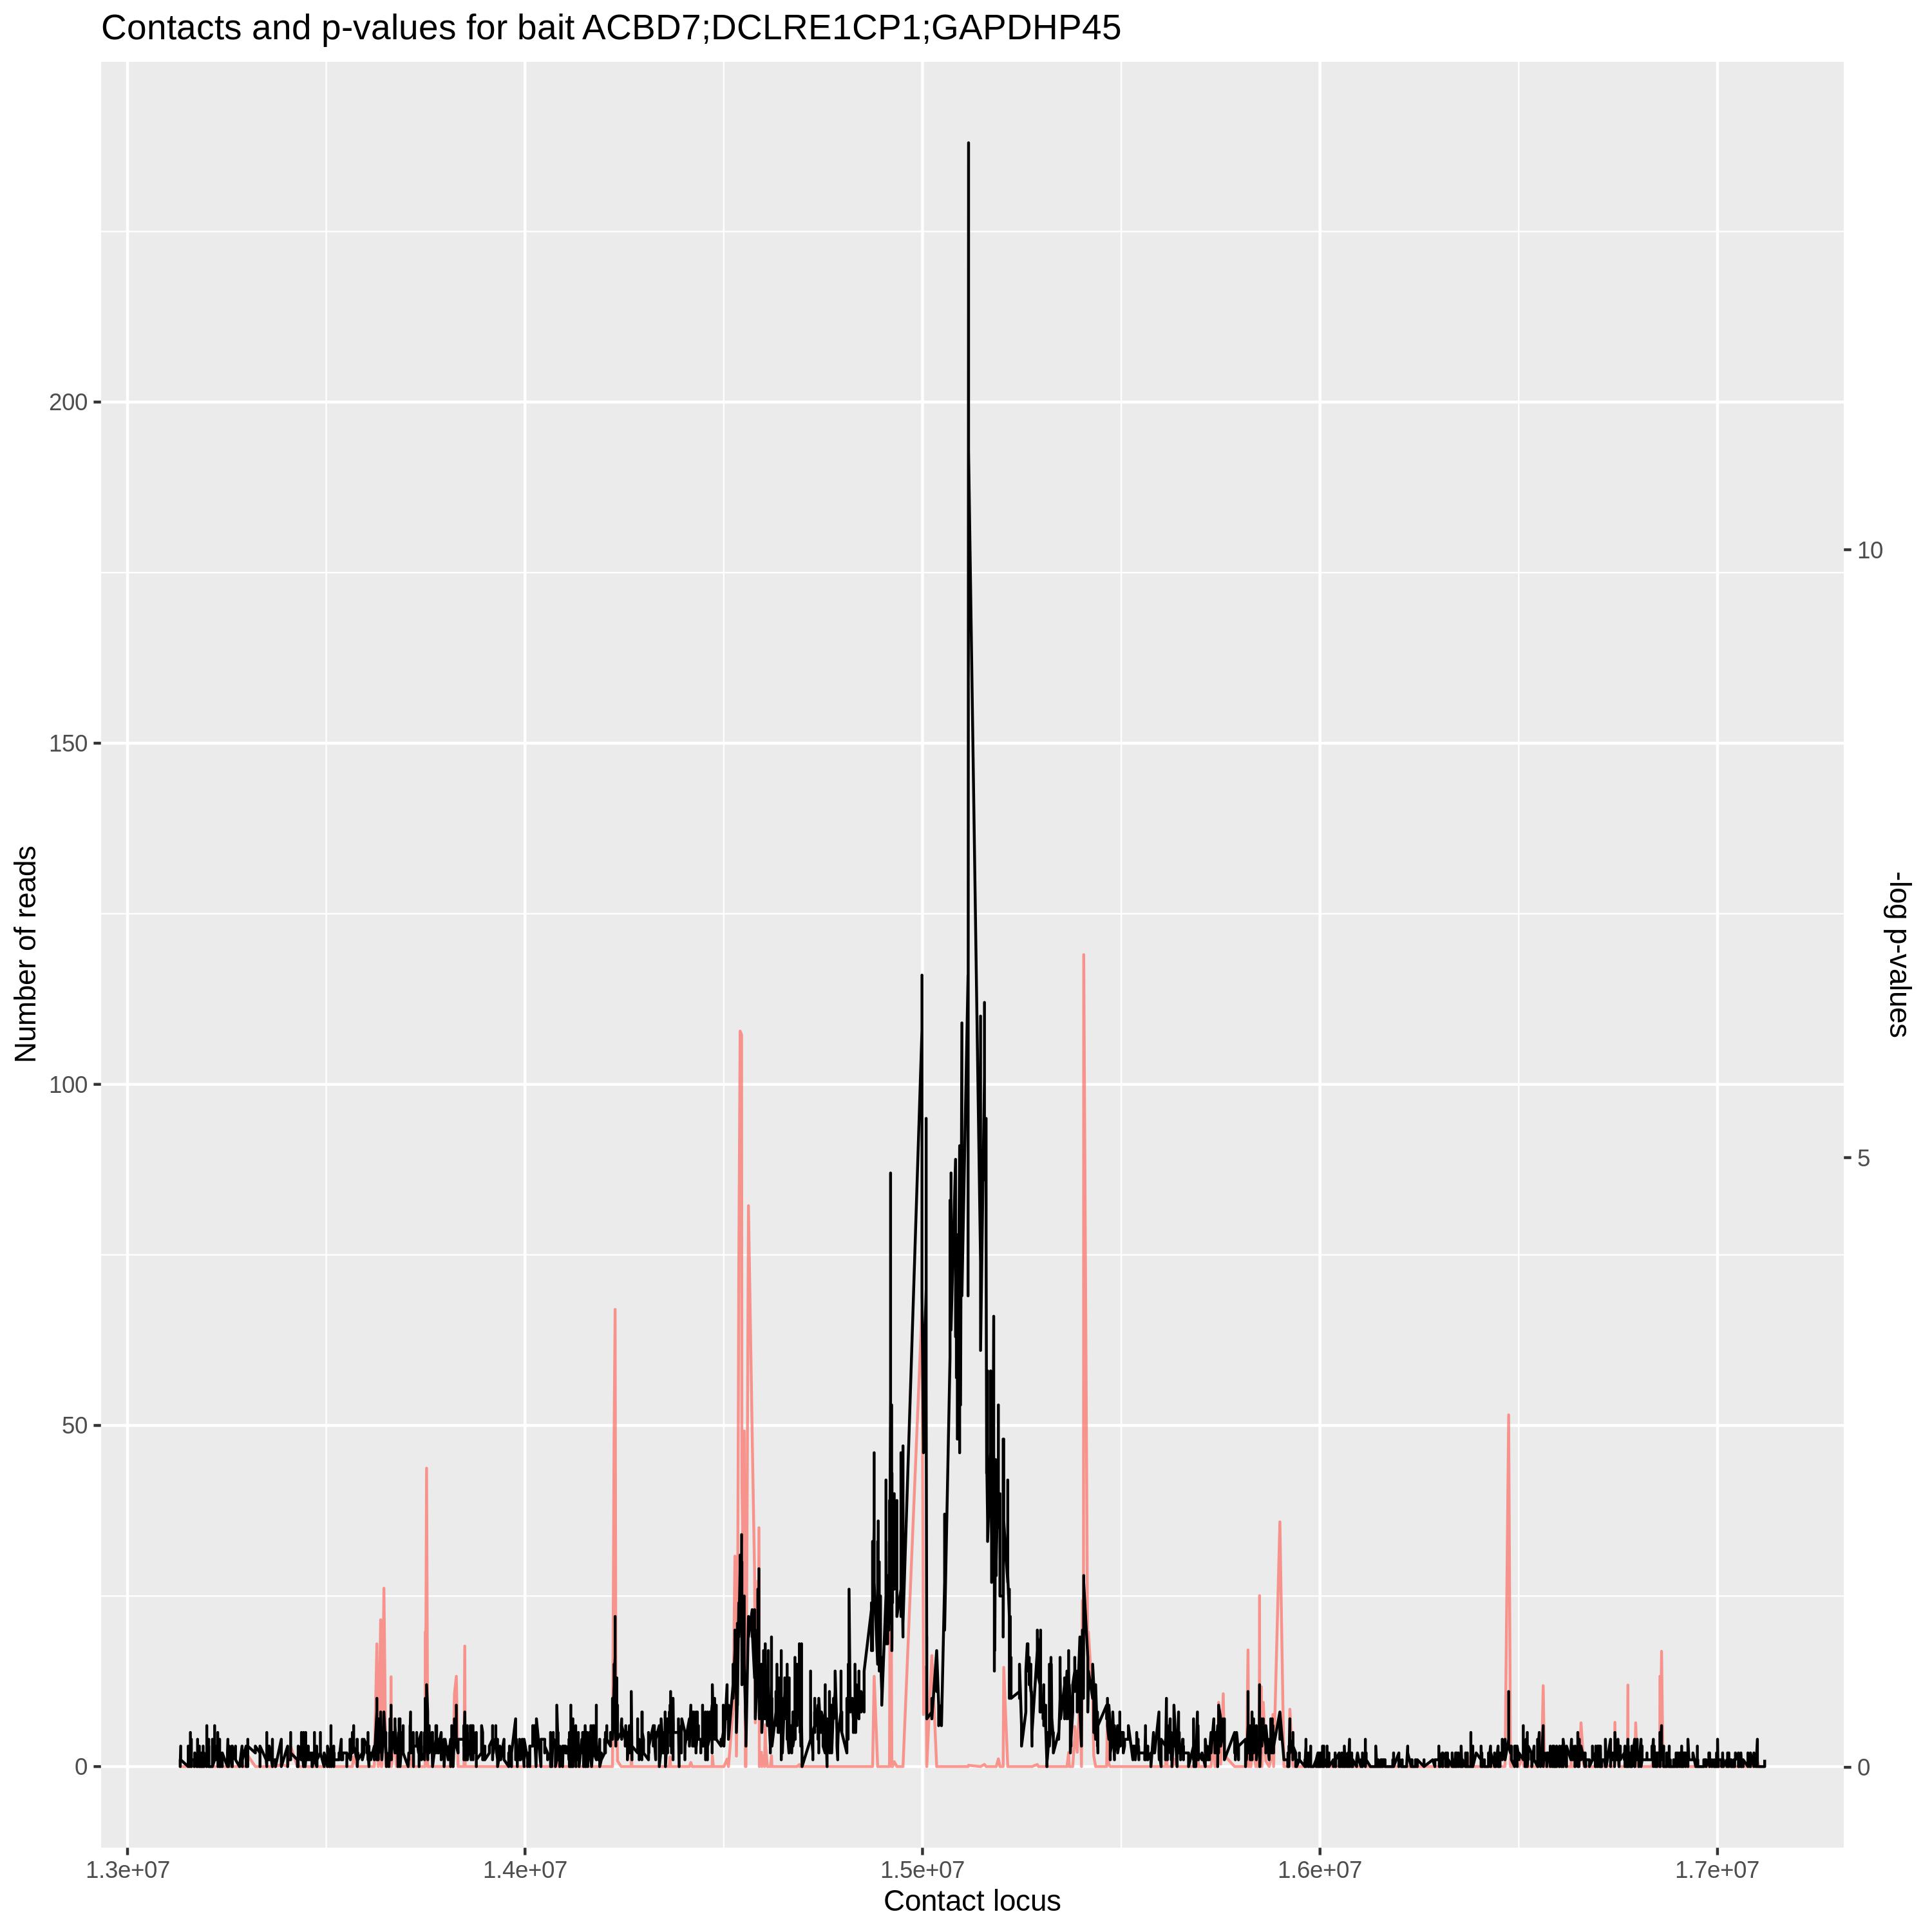 Contacts and p-values for bait ACBD7;DCLRE1CP1;GAPDHP45
Number of reads
200
150
100
50
0
10
5
0
-log p-values
1.3e+07
1.4e+07
1.5e+07
1.6e+07
1.7e+07
Contact locus